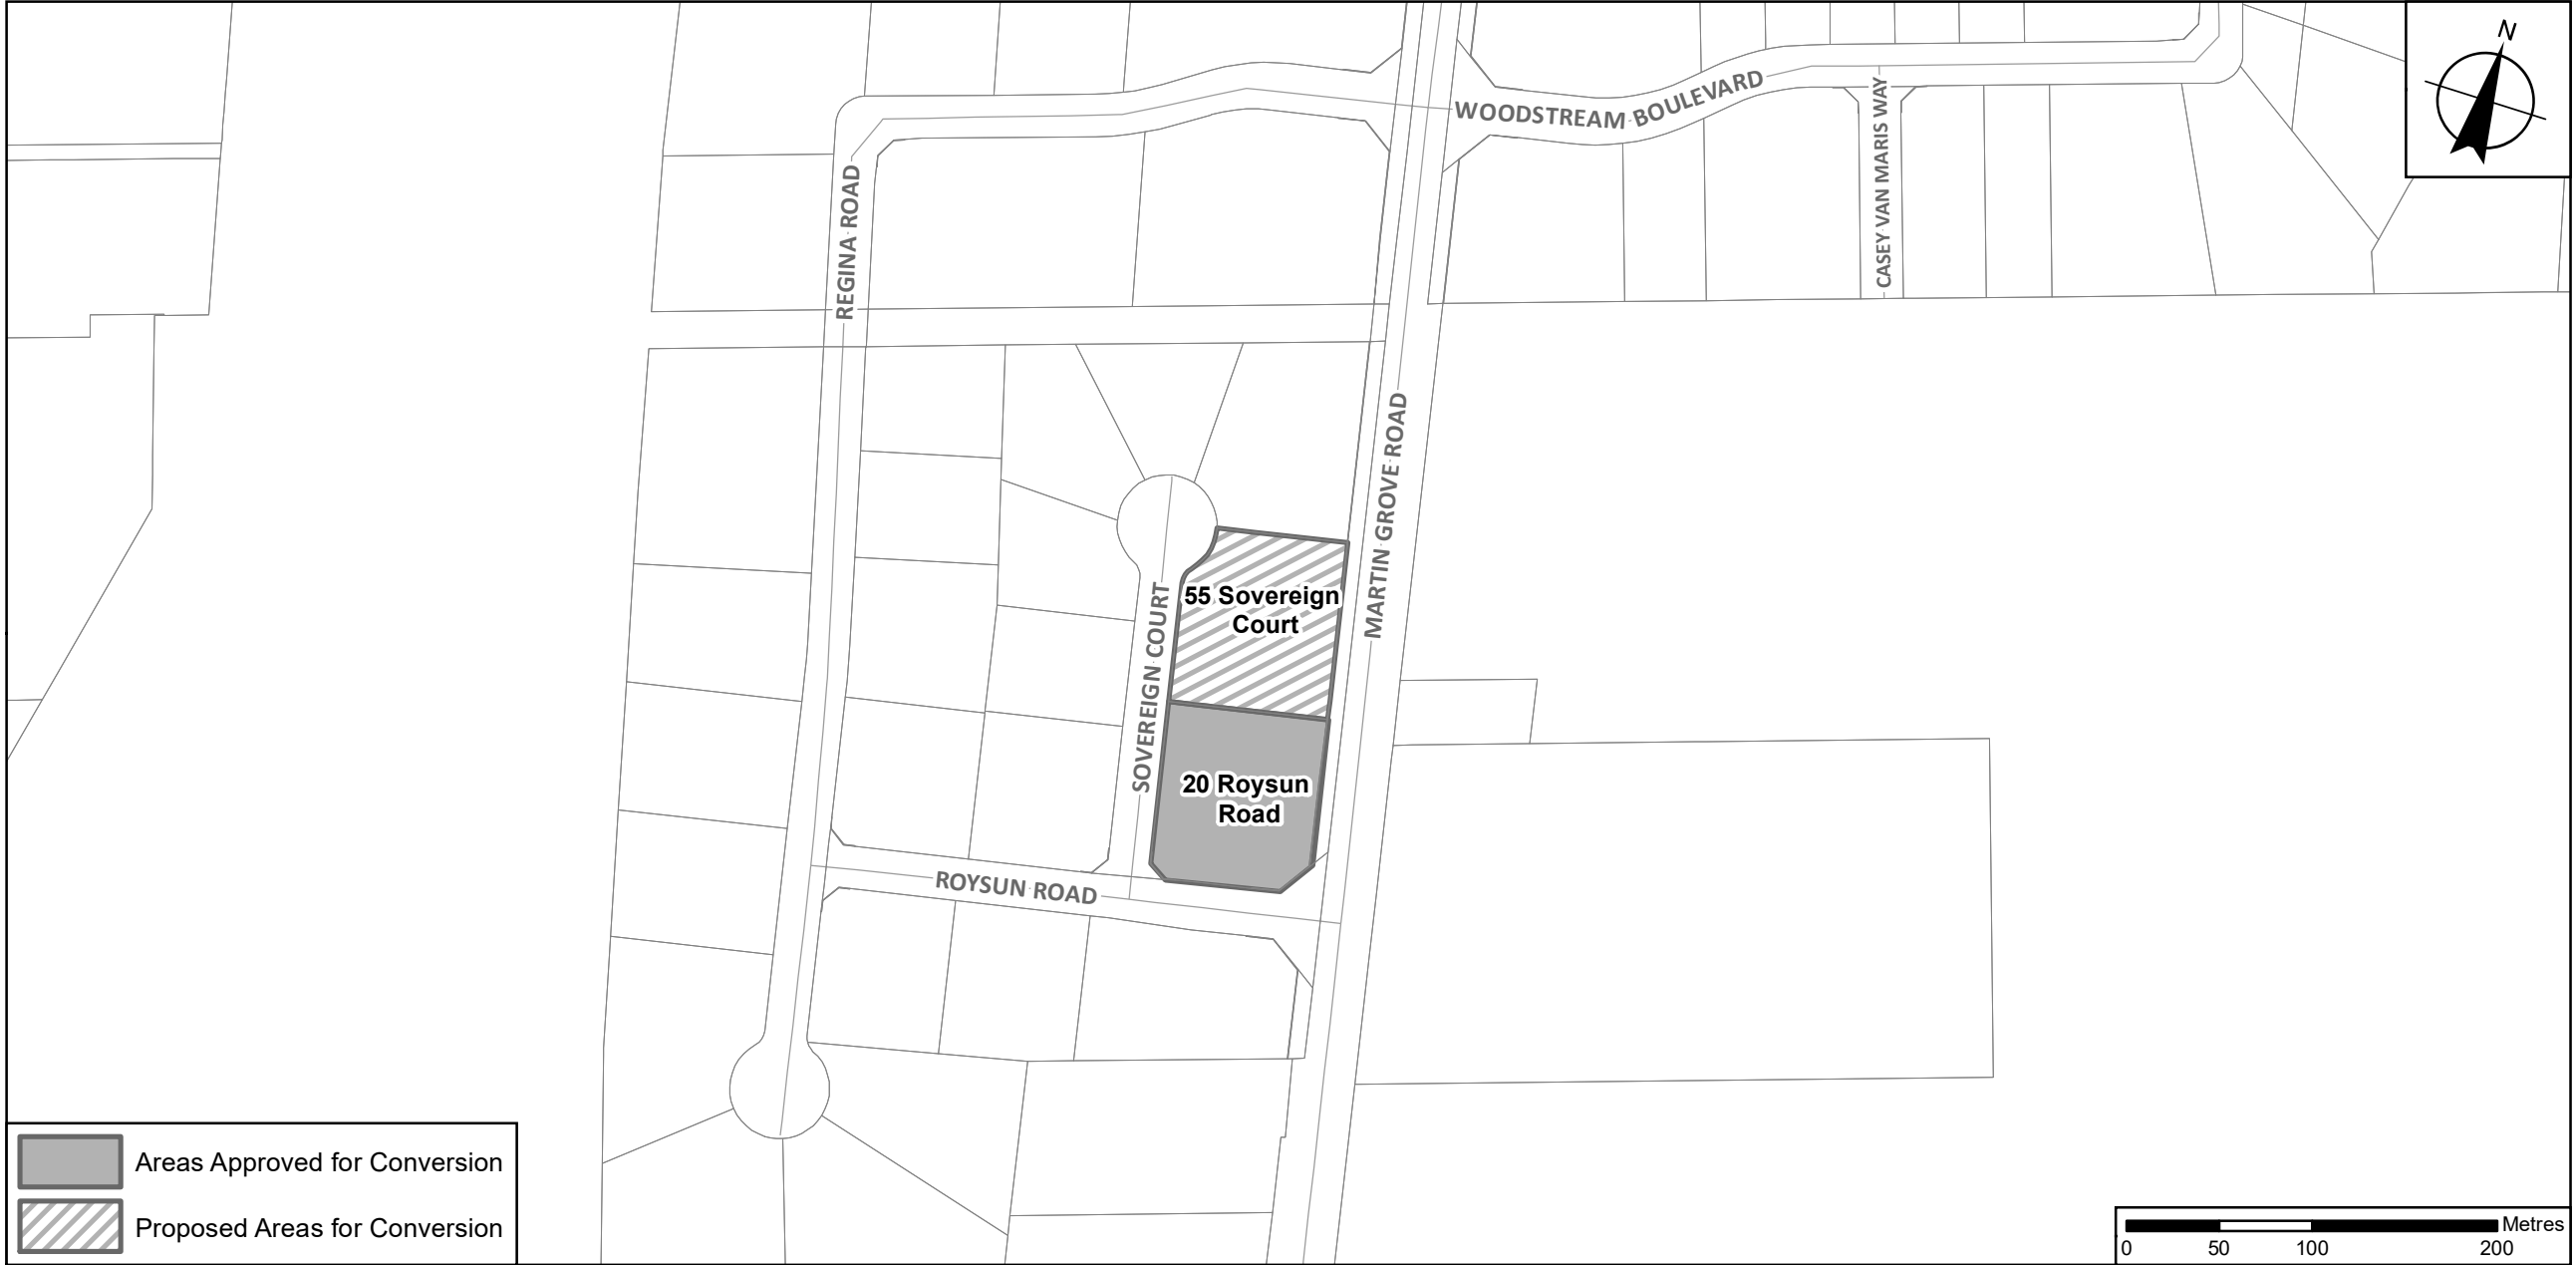 N
WOODSTREAM BOULEVARD
CASEY VAN MARIS WAY
REGINA ROAD
MARTIN GROVE ROAD
55 Sovereign
Court
SOVEREIGN COURT
20 Roysun
Road
ROYSUN ROAD
Areas Approved for Conversion
Proposed Areas for Conversion
Metres
0 50 100 200